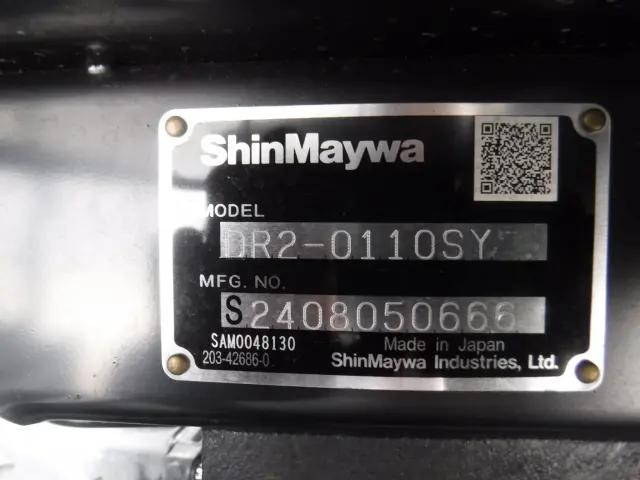 ShinMaywa
MODEL
DR2-0110SY
MFG. NO.
S2408050666
SAM0048130
203-42686-0
Made in Japan
ShinMaywa Industries, Ltd.